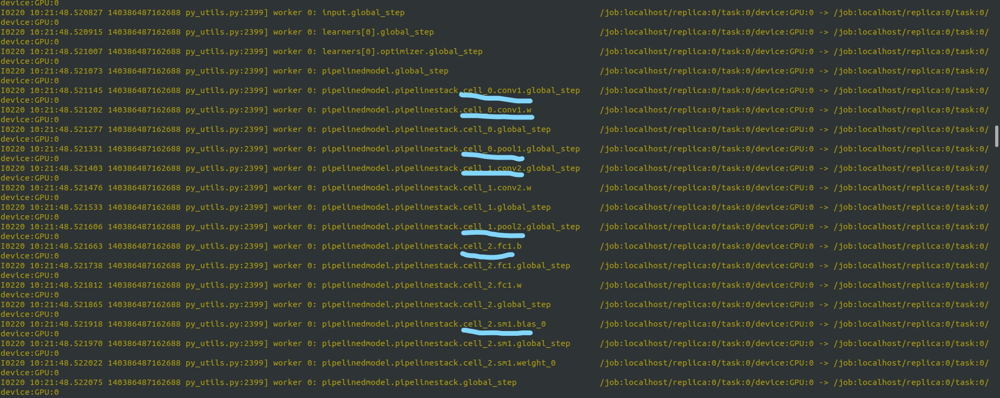 device:GPU:0
I0220 10:21:48.520827 140386487162688 py_utils.py:2399] worker 0: input.global_step /job:localhost/replica:0/task:0/device:GPU:0 -> /job:localhost/replica:0/task:0/
device:GPU:0
I0220 10:21:48.520915 140386487162688 py_utils.py:2399] worker 0: learners[0].global_step /job:localhost/replica:0/task:0/device:GPU:0 -> /job:localhost/replica:0/task:0/
device:GPU:0
I0220 10:21:48.521007 140386487162688 py_utils.py:2399] worker 0: learners[0].optimizer.global_step /job:localhost/replica:0/task:0/device:GPU:0 -> /job:localhost/replica:0/task:0/
device:GPU:0
I0220 10:21:48.521073 140386487162688 py_utils.py:2399] worker 0: pipelinedmodel.global_step /job:localhost/replica:0/task:0/device:GPU:0 -> /job:localhost/replica:0/task:0/
device:GPU:0
I0220 10:21:48.521145 140386487162688 py_utils.py:2399] worker 0: pipelinedmodel.pipelinestack.cell_0.conv1.global_step /job:localhost/replica:0/task:0/device:GPU:0 -> /job:localhost/replica:0/task:0/
device:GPU:0
I0220 10:21:48.521202 140386487162688 py_utils.py:2399] worker 0: pipelinedmodel.pipelinestack.cell_0.conv1.w /job:localhost/replica:0/task:0/device:CPU:0 -> /job:localhost/replica:0/task:0/
device:GPU:0
I0220 10:21:48.521277 140386487162688 py_utils.py:2399] worker 0: pipelinedmodel.pipelinestack.cell_0.global_step /job:localhost/replica:0/task:0/device:GPU:0 -> /job:localhost/replica:0/task:0/
device:GPU:0
I0220 10:21:48.521331 140386487162688 py_utils.py:2399] worker 0: pipelinedmodel.pipelinestack.cell_0.pool1.global_step /job:localhost/replica:0/task:0/device:GPU:0 -> /job:localhost/replica:0/task:0/
device:GPU:0
I0220 10:21:48.521403 140386487162688 py_utils.py:2399] worker 0: pipelinedmodel.pipelinestack.cell_1.conv2.global_step /job:localhost/replica:0/task:0/device:GPU:0 -> /job:localhost/replica:0/task:0/
device:GPU:0
I0220 10:21:48.521476 140386487162688 py_utils.py:2399] worker 0: pipelinedmodel.pipelinestack.cell_1.conv2.w /job:localhost/replica:0/task:0/device:CPU:0 -> /job:localhost/replica:0/task:0/
device:GPU:0
I0220 10:21:48.521533 140386487162688 py_utils.py:2399] worker 0: pipelinedmodel.pipelinestack.cell_1.global_step /job:localhost/replica:0/task:0/device:GPU:0 -> /job:localhost/replica:0/task:0/
device:GPU:0
I0220 10:21:48.521606 140386487162688 py_utils.py:2399] worker 0: pipelinedmodel.pipelinestack.cell_1.pool2.global_step /job:localhost/replica:0/task:0/device:GPU:0 -> /job:localhost/replica:0/task:0/
device:GPU:0
I0220 10:21:48.521663 140386487162688 py_utils.py:2399] worker 0: pipelinedmodel.pipelinestack.cell_2.fc1.b /job:localhost/replica:0/task:0/device:CPU:0 -> /job:localhost/replica:0/task:0/
device:GPU:0
I0220 10:21:48.521738 140386487162688 py_utils.py:2399] worker 0: pipelinedmodel.pipelinestack.cell_2.fc1.global_step /job:localhost/replica:0/task:0/device:GPU:0 -> /job:localhost/replica:0/task:0/
device:GPU:0
I0220 10:21:48.521812 140386487162688 py_utils.py:2399] worker 0: pipelinedmodel.pipelinestack.cell_2.fc1.w /job:localhost/replica:0/task:0/device:CPU:0 -> /job:localhost/replica:0/task:0/
device:GPU:0
I0220 10:21:48.521865 140386487162688 py_utils.py:2399] worker 0: pipelinedmodel.pipelinestack.cell_2.global_step /job:localhost/replica:0/task:0/device:GPU:0 -> /job:localhost/replica:0/task:0/
device:GPU:0
I0220 10:21:48.521918 140386487162688 py_utils.py:2399] worker 0: pipelinedmodel.pipelinestack.cell_2.sm1.bias_0 /job:localhost/replica:0/task:0/device:CPU:0 -> /job:localhost/replica:0/task:0/
device:GPU:0
I0220 10:21:48.521970 140386487162688 py_utils.py:2399] worker 0: pipelinedmodel.pipelinestack.cell_2.sm1.global_step /job:localhost/replica:0/task:0/device:GPU:0 -> /job:localhost/replica:0/task:0/
device:GPU:0
I0220 10:21:48.522022 140386487162688 py_utils.py:2399] worker 0: pipelinedmodel.pipelinestack.cell_2.sm1.weight_0 /job:localhost/replica:0/task:0/device:CPU:0 -> /job:localhost/replica:0/task:0/
device:GPU:0
I0220 10:21:48.522075 140386487162688 py_utils.py:2399] worker 0: pipelinedmodel.pipelinestack.global_step /job:localhost/replica:0/task:0/device:GPU:0 -> /job:localhost/replica:0/task:0/
device:GPU:0